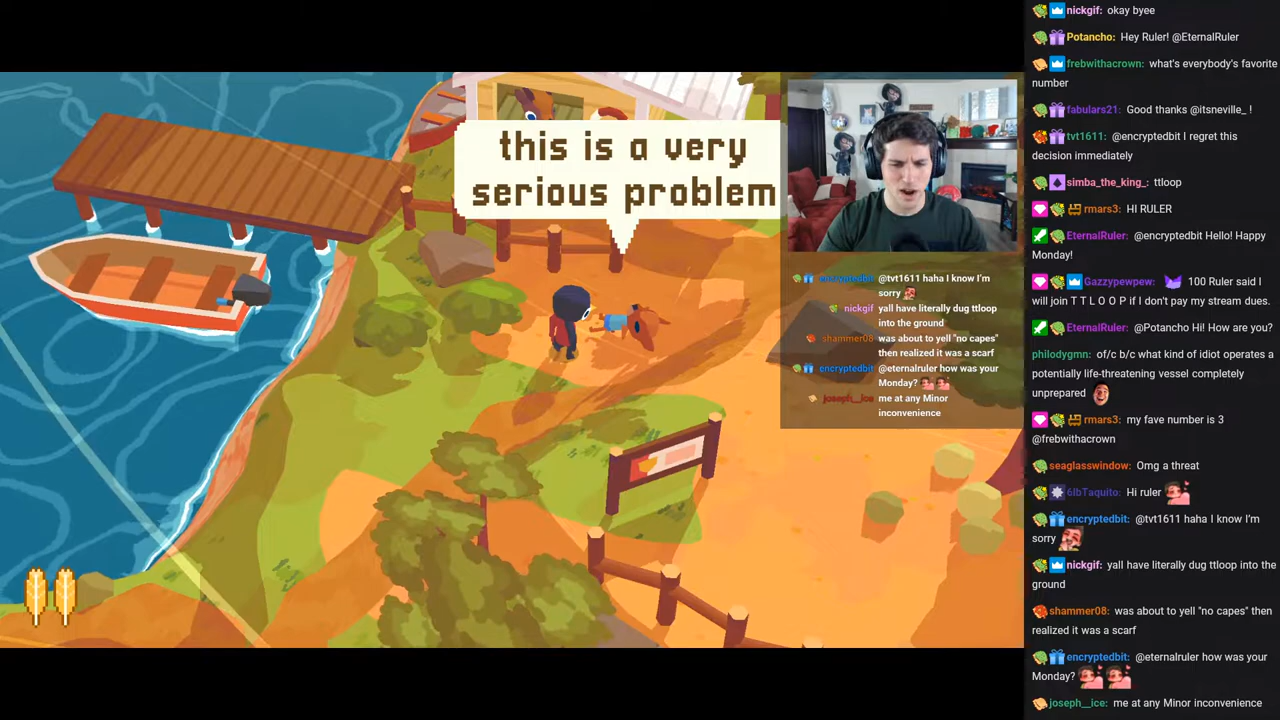 this is a very
serious problem
@tvt1611 haha I know I'm
sorry
nickgif yall have literally dug ttloop
into the ground
shammer08 was about to yell "no capes"
then realized it was a scarf
encryptedbit @eternalruler how was your
Monday?
joseph__ice me at any Minor
inconvenience
nickgif: okay byee
Potancho: Hey Ruler! @EternalRuler
frebwithacrown: what's everybody's favorite
number
fabulars21: Good thanks @itsneville_ !
tvt1611: @encryptedbit I regret this
decision immediately
simba_the_king_: ttloop
rmars3: HI RULER
EternalRuler: @encryptedbit Hello! Happy
Monday!
Gazzypewpew: 100 Ruler said I
will join T T L O O P if I don't pay my stream dues.
EternalRuler: @Potancho Hi! How are you?
philodygmn: of/c b/c what kind of idiot operates a
potentially life-threatening vessel completely
unprepared
rmars3: my fave number is 3
@frebwithacrown
seaglasswindow: Omg a threat
6lbTaquito: Hi ruler
encryptedbit: @tvt1611 haha I know I'm
sorry
nickgif: yall have literally dug ttloop into the
ground
shammer08: was about to yell "no capes" then
realized it was a scarf
encryptedbit: @eternalruler how was your
Monday?
joseph__ice: me at any Minor inconvenience